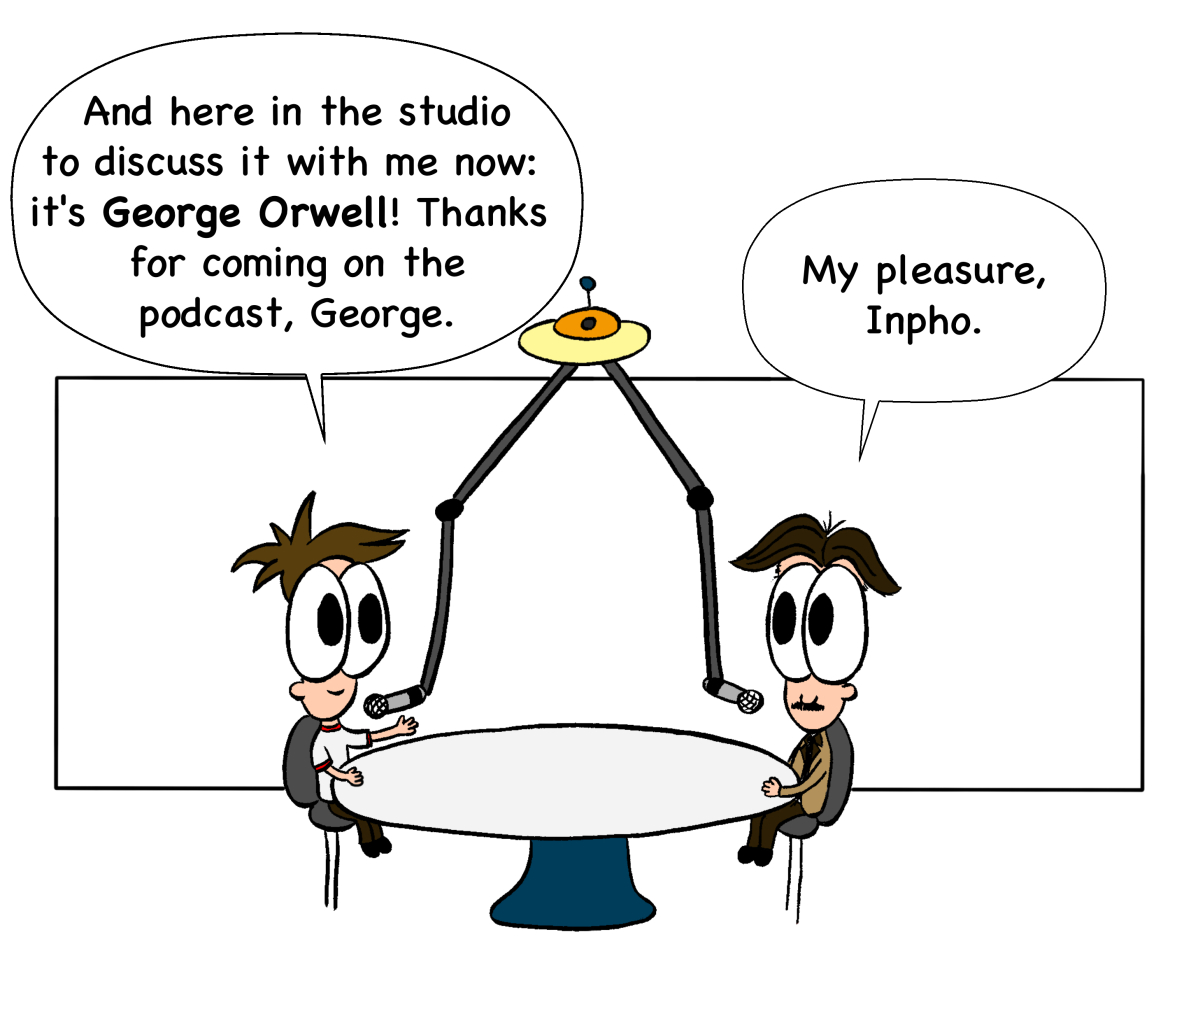 And here in the studio
to discuss it with me now:
it's George Orwell! Thanks
for coming on the
podcast, George.
My pleasure,
Inpho.